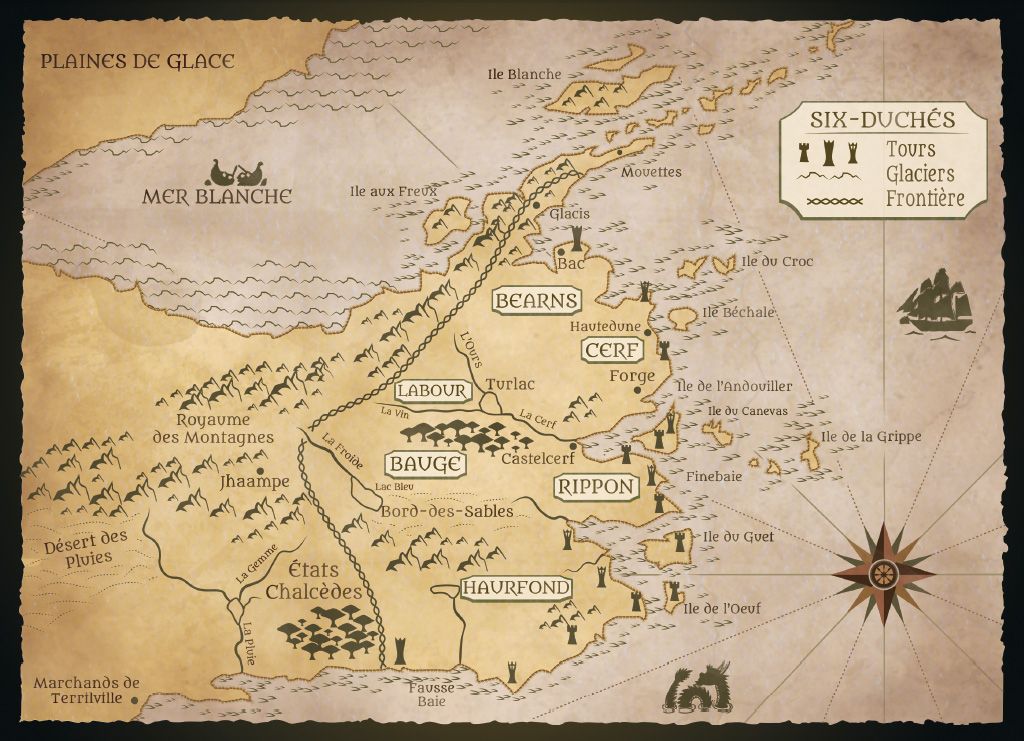 PLAINES DE GLACE
Ile Blanche
SIX-DUCHÉS
Tours
Glaciers
Frontière
Mouettes
MER BLANCHE
Ile aux Freux
Glacis
Bac
Ile du Croc
BEARNS
Ile Béchale
Hautedune
CERF
L'Ours
Forge
Turlac
LABOUR
Ile de l'Andouiller
La Vin
La Cerf
Ile du Canevas
Royaume
des Montagnes
La Froide
Ile de la Grippe
Castelcerf
BAUGE
Jhaampe
Lac Bleu
RIPPON
Finebaie
Bord-des-Sables
Désert des
Pluies
Ile du Guet
La Gemme
États
Chalcèdes
HAURFOND
Ile de l'Oeuf
La Pluie
Marchands de
Terrilville
Fausse
Baie